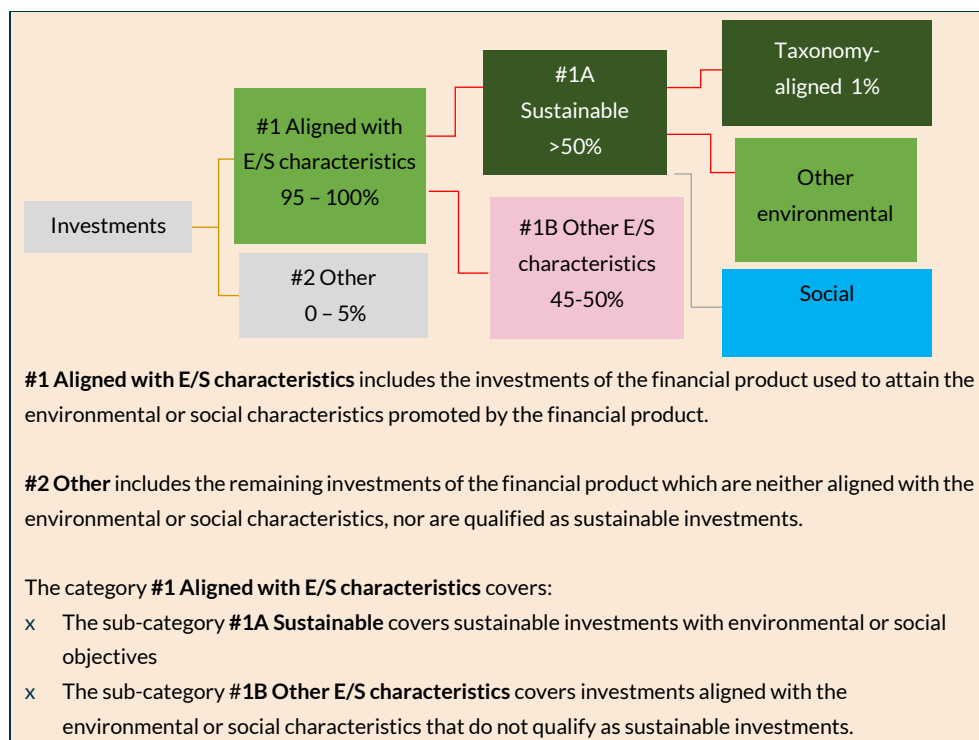 Taxonomy-
aligned 1%
#1A
Sustainable
>50%
#1 Aligned with
E/S characteristics
95 – 100%
Other
environmental
Investments
#1B Other E/S
characteristics
45-50%
#2 Other
0 – 5%
Social
#1 Aligned with E/S characteristics includes the investments of the financial product used to attain the
environmental or social characteristics promoted by the financial product.
#2 Other includes the remaining investments of the financial product which are neither aligned with the
environmental or social characteristics, nor are qualified as sustainable investments.
The category #1 Aligned with E/S characteristics covers:
x The sub-category #1A Sustainable covers sustainable investments with environmental or social
objectives
x The sub-category #1B Other E/S characteristics covers investments aligned with the
environmental or social characteristics that do not qualify as sustainable investments.